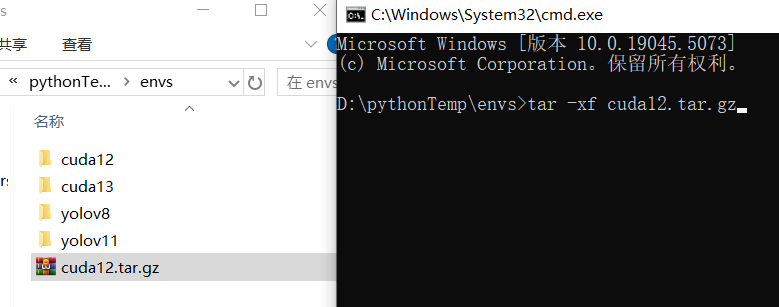 共享
查看
« pythonTe... › envs
在 envs
名称
cuda12
cuda13
yolov8
yolov11
cuda12.tar.gz
C:\Windows\System32\cmd.exe
Microsoft Windows [版本 10.0.19045.5073]
(c) Microsoft Corporation。保留所有权利。
D:\pythonTemp\envs>tar -xf cuda12.tar.gz